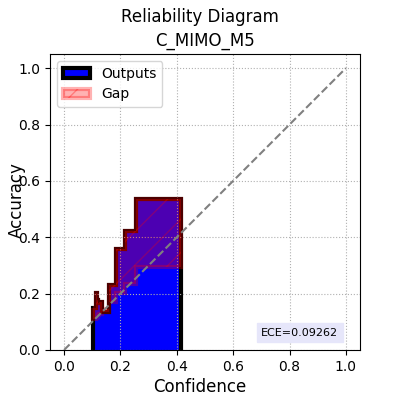 Reliability Diagram
C_MIMO_M5
Outputs
Gap
1.0
0.8
0.6
0.4
0.2
0.0
Accuracy
ECE=0.09262
0.0 0.2 0.4 0.6 0.8 1.0
Confidence